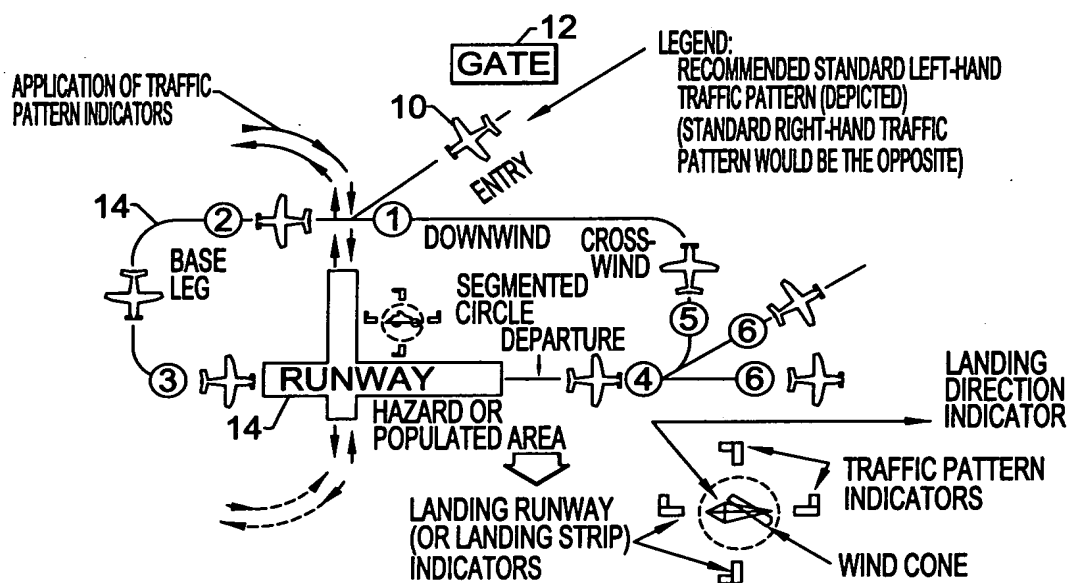 12
GATE
LEGEND:
RECOMMENDED STANDARD LEFT-HAND
TRAFFIC PATTERN (DEPICTED)
(STANDARD RIGHT-HAND TRAFFIC
PATTERN WOULD BE THE OPPOSITE)
APPLICATION OF TRAFFIC
PATTERN INDICATORS
10
ENTRY
14
2
1
DOWNWIND
CROSS-
WIND
BASE
LEG
SEGMENTED
CIRCLE
DEPARTURE
5
6
3
RUNWAY
4
6
14
HAZARD OR
POPULATED AREA
LANDING
DIRECTION
INDICATOR
LANDING RUNWAY
(OR LANDING STRIP)
INDICATORS
TRAFFIC PATTERN
INDICATORS
WIND CONE